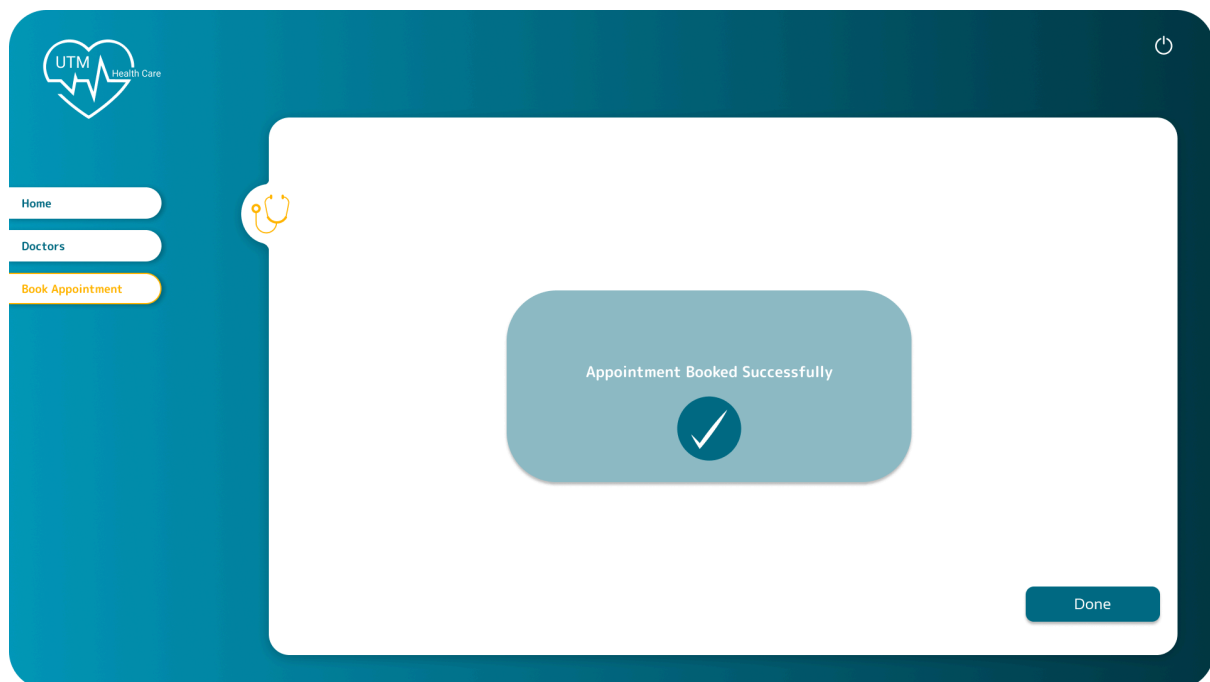 UTM
Health Care
Home
Doctors
Book Appointment
Appointment Booked Successfully
Done